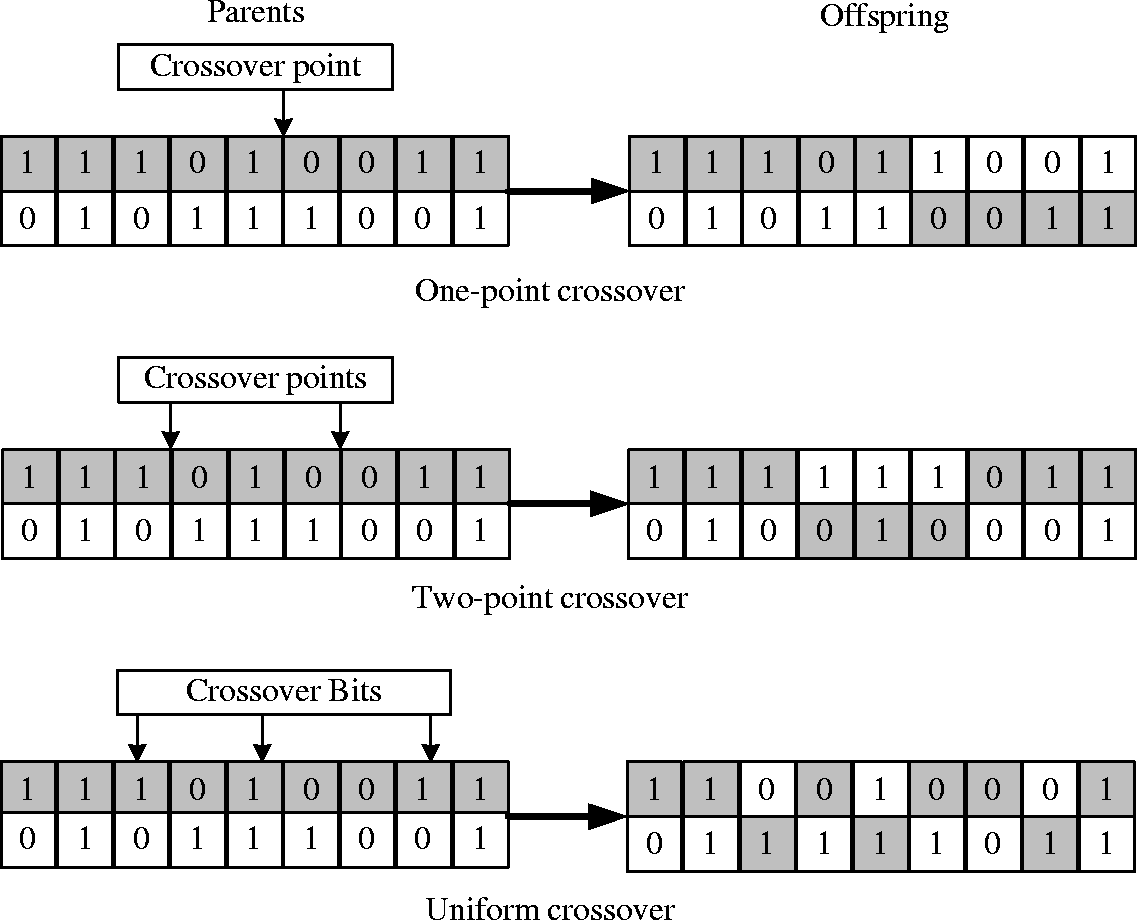 Parents Offspring
Crossover point
1 1 1 0 1 0 0 1 1 1 1 1 0 1 1 0 0 1
0 1 0 1 1 1 0 0 1 0 1 0 1 1 0 0 1 1
One-point crossover
Crossover points
1 1 1 0 1 0 0 1 1 1 1 1 1 1 1 0 1 1
0 1 0 1 1 1 0 0 1 0 1 0 0 1 0 0 0 1
Two-point crossover
Crossover Bits
1 1 1 0 1 0 0 1 1 1 1 0 0 1 0 0 0 1
0 1 0 1 1 1 0 0 1 0 1 1 1 1 1 0 1 1
Uniform crossover